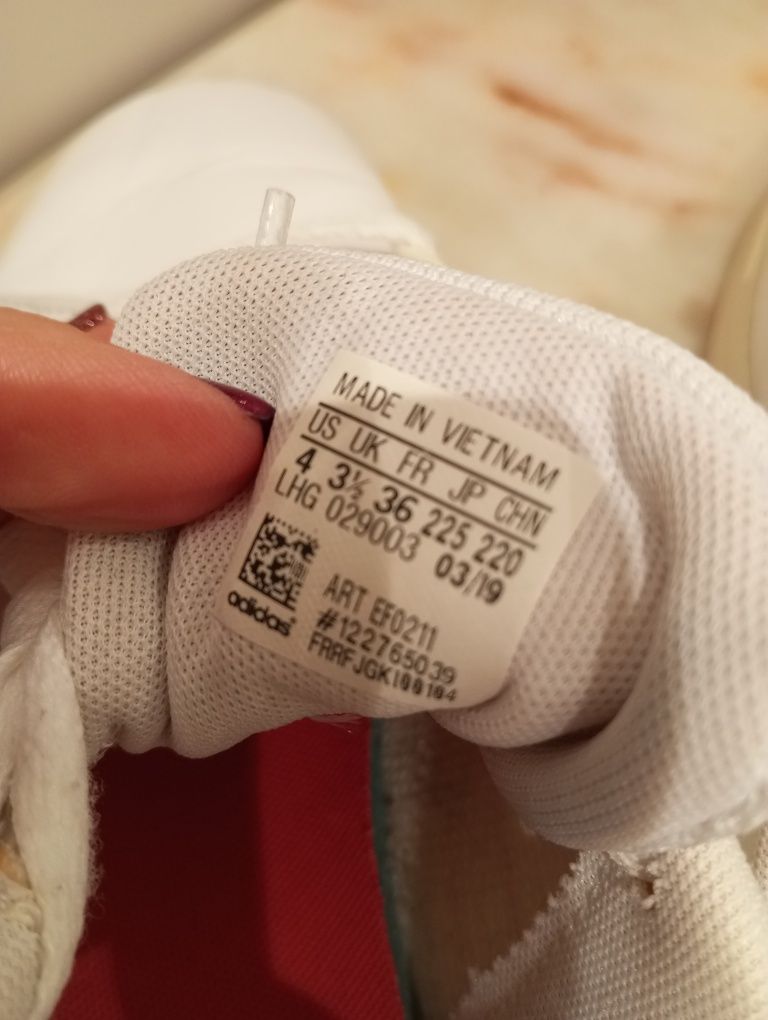 MADE IN VIETNAM
US UK FR JP CHN
4 3½ 36 225 220
LHG 029003 03/19
ART EF0211
#122765039
FRRFJGK100104
adidas